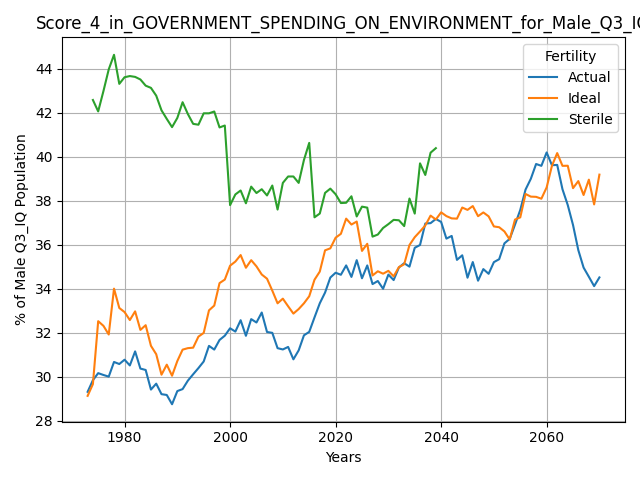 Score_4_in_GOVERNMENT_SPENDING_ON_ENVIRONMENT_for_Male_Q3_IQ
Fertility
Actual
Ideal
Sterile
% of Male Q3_IQ Population
44
42
40
38
36
34
32
30
28
1980
2000
2020
2040
2060
Years